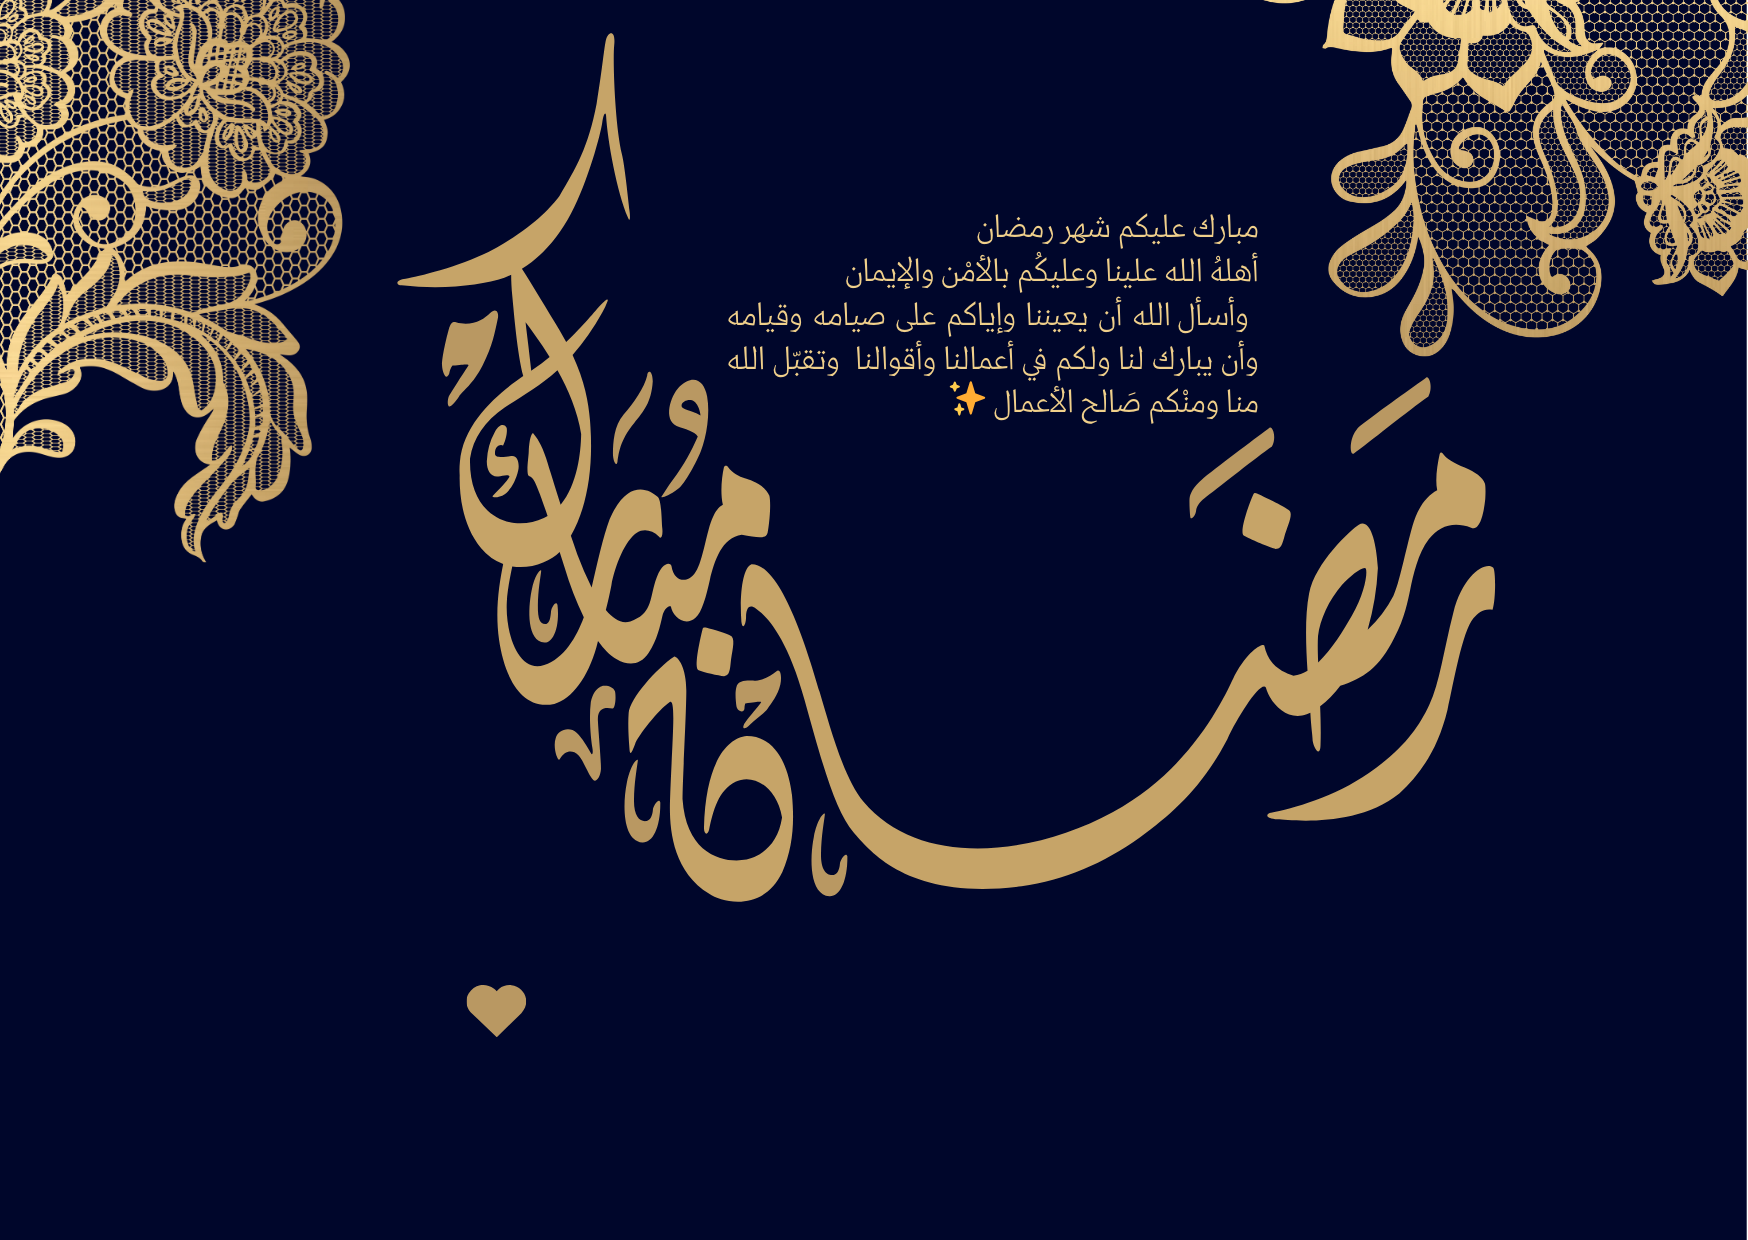 مبارك عليكم شهر رمضان
أهلهُ الله علينا وعليكُم بالأمْن والإيمان
وأسأل الله أن يعيننا وإياكم على صيامه وقيامه
وأن يبارك لنا ولكم في أعمالنا وأقوالنا وتقبّل الله
منا ومنْكم صَالح الأعمال ✨
رمضان مبارك